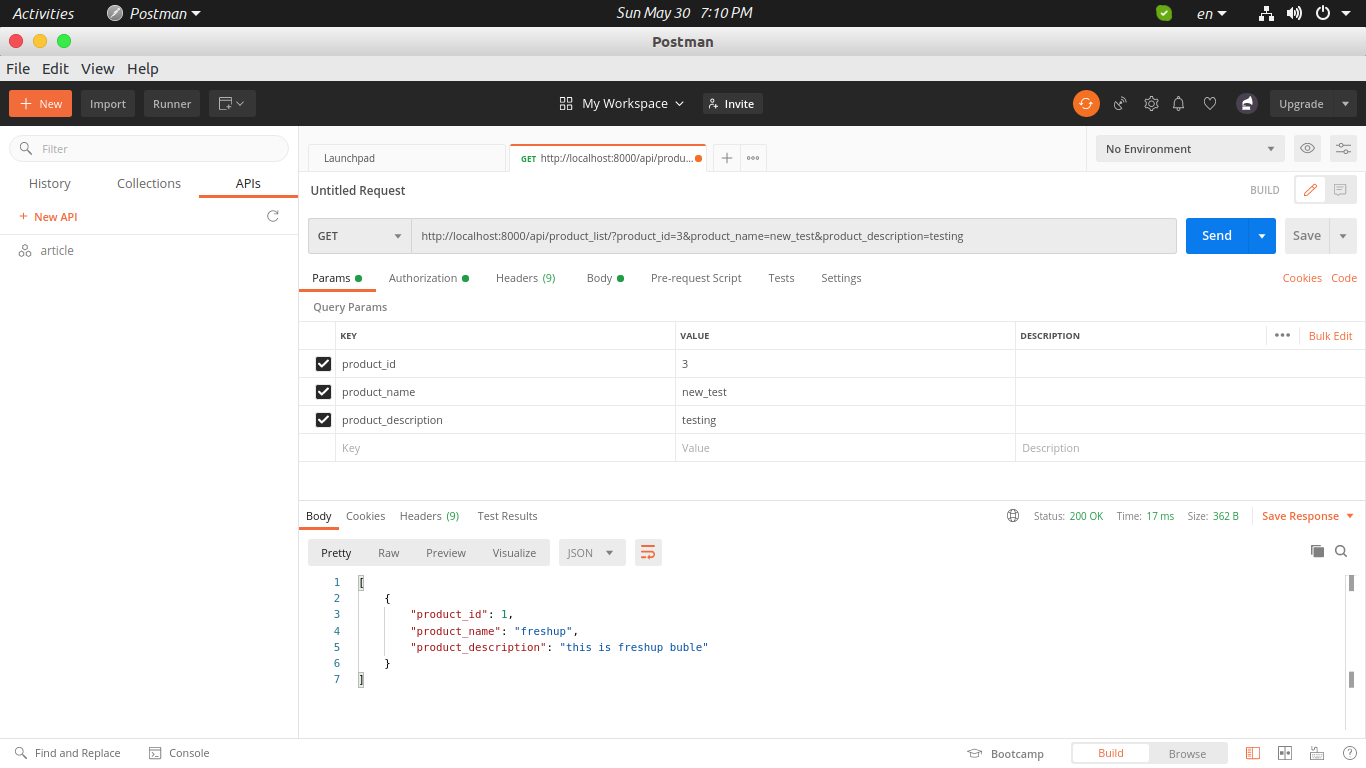 Activities Postman Sun May 30 7:10 PM en
Postman
File Edit View Help
+ New Import Runner My Workspace Invite Upgrade
Filter
Launchpad GET http://localhost:8000/api/produ... No Environment
History Collections APIs
Untitled Request BUILD
+ New API
GET http://localhost:8000/api/product_list/?product_id=3&product_name=new_test&product_description=testing Send Save
article
Params Authorization Headers (9) Body Pre-request Script Tests Settings Cookies Code
Query Params
KEY VALUE DESCRIPTION Bulk Edit
product_id 3
product_name new_test
product_description testing
Key Value Description
Body Cookies Headers (9) Test Results Status: 200 OK Time: 17 ms Size: 362 B Save Response
Pretty Raw Preview Visualize JSON
1 [
2 {
3 "product_id": 1,
4 "product_name": "freshup",
5 "product_description": "this is freshup buble"
6 }
7 ]
Find and Replace Console Bootcamp Build Browse